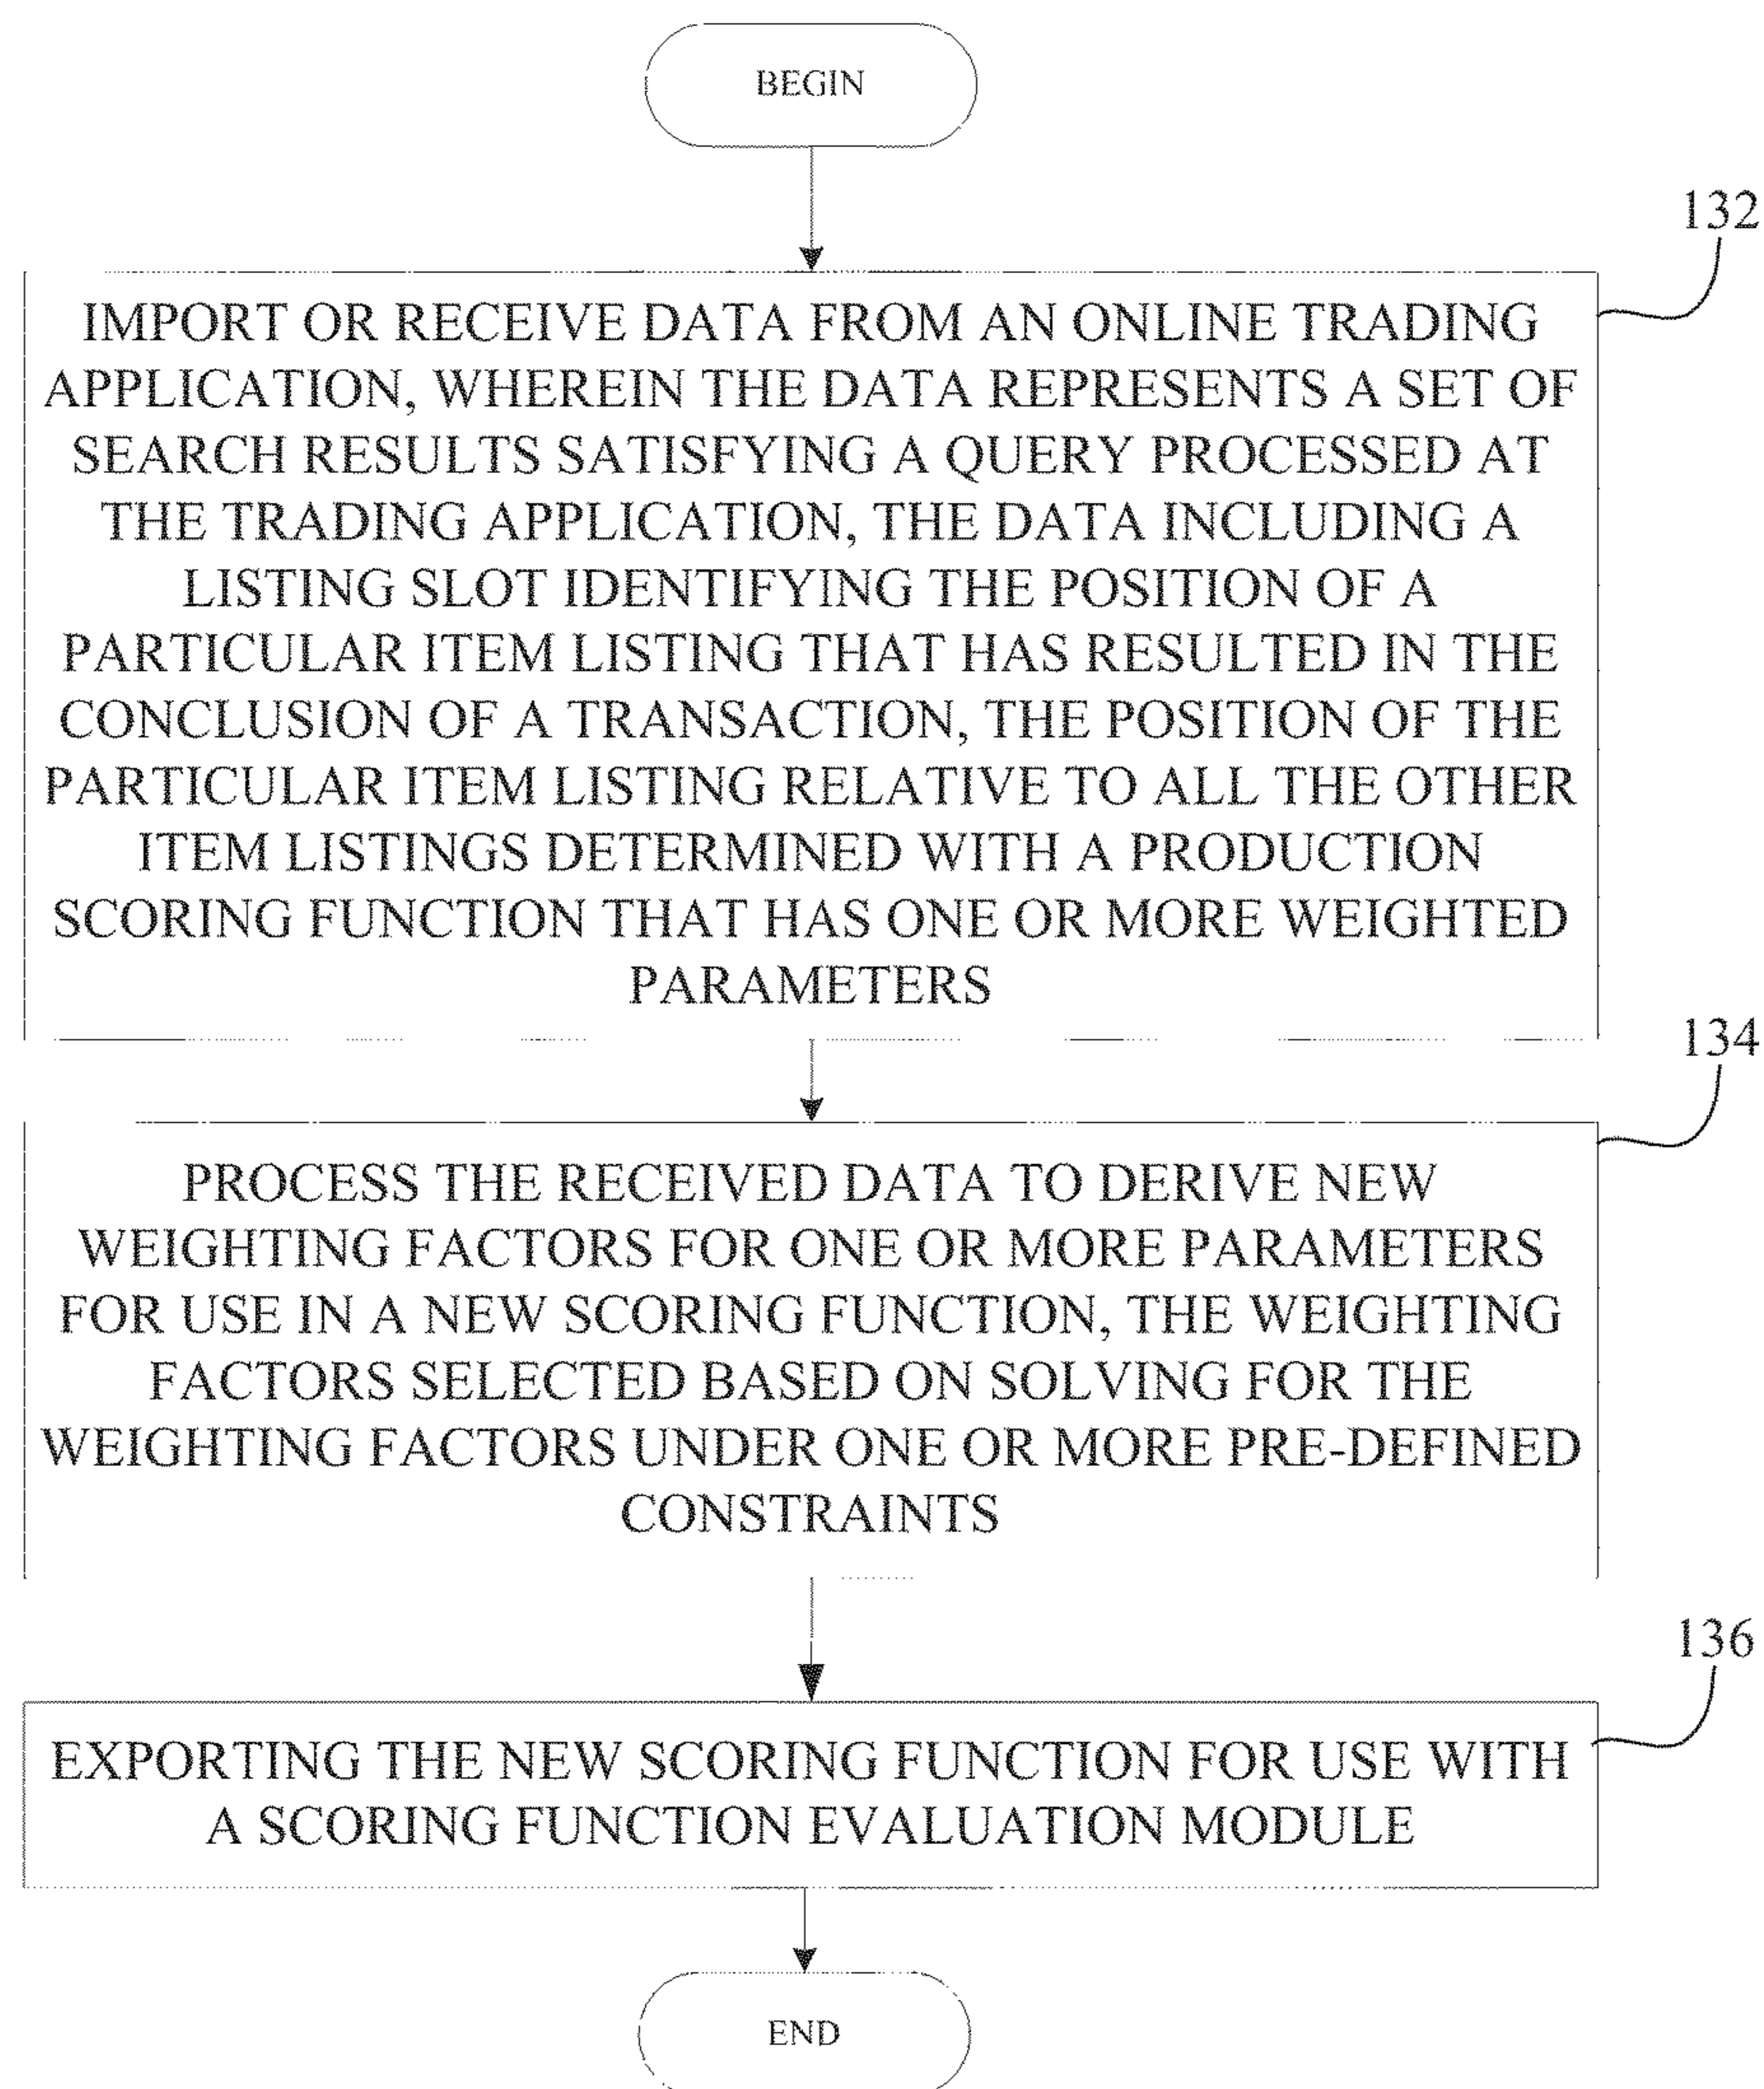 BEGIN
132
IMPORT OR RECEIVE DATA FROM AN ONLINE TRADING
APPLICATION, WHEREIN THE DATA REPRESENTS A SET OF
SEARCH RESULTS SATISFYING A QUERY PROCESSED AT
THE TRADING APPLICATION, THE DATA INCLUDING A
LISTING SLOT IDENTIFYING THE POSITION OF A
PARTICULAR ITEM LISTING THAT HAS RESULTED IN THE
CONCLUSION OF A TRANSACTION, THE POSITION OF THE
PARTICULAR ITEM LISTING RELATIVE TO ALL THE OTHER
ITEM LISTINGS DETERMINED WITH A PRODUCTION
SCORING FUNCTION THAT HAS ONE OR MORE WEIGHTED
PARAMETERS
134
PROCESS THE RECEIVED DATA TO DERIVE NEW
WEIGHTING FACTORS FOR ONE OR MORE PARAMETERS
FOR USE IN A NEW SCORING FUNCTION, THE WEIGHTING
FACTORS SELECTED BASED ON SOLVING FOR THE
WEIGHTING FACTORS UNDER ONE OR MORE PRE-DEFINED
CONSTRAINTS
136
EXPORTING THE NEW SCORING FUNCTION FOR USE WITH
A SCORING FUNCTION EVALUATION MODULE
END